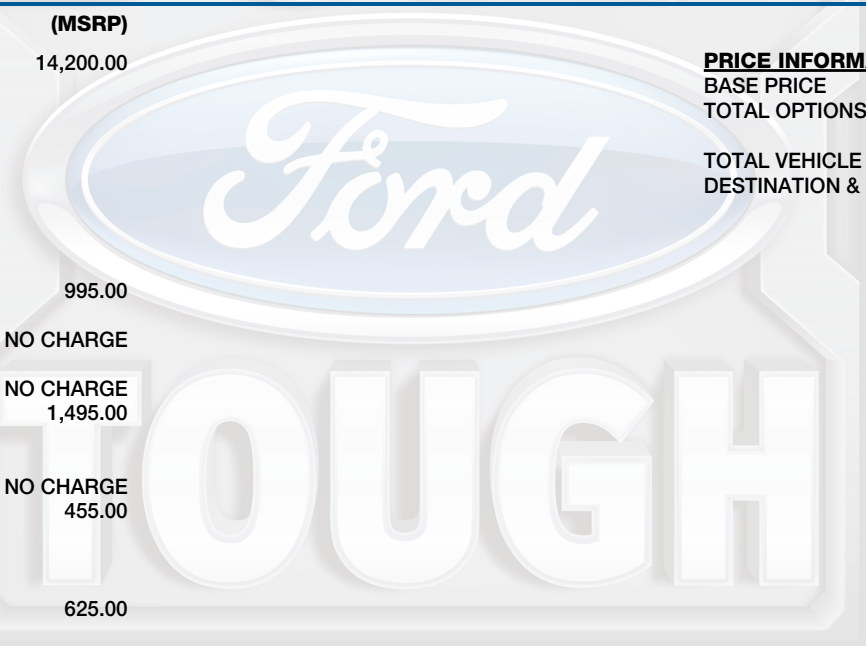 (MSRP)
14,200.00
995.00
NO CHARGE
NO CHARGE
1,495.00
NO CHARGE
455.00
625.00
PRICE INFORM
BASE PRICE
TOTAL OPTIONS
TOTAL VEHICLE
DESTINATION &
Ford
TOUGH